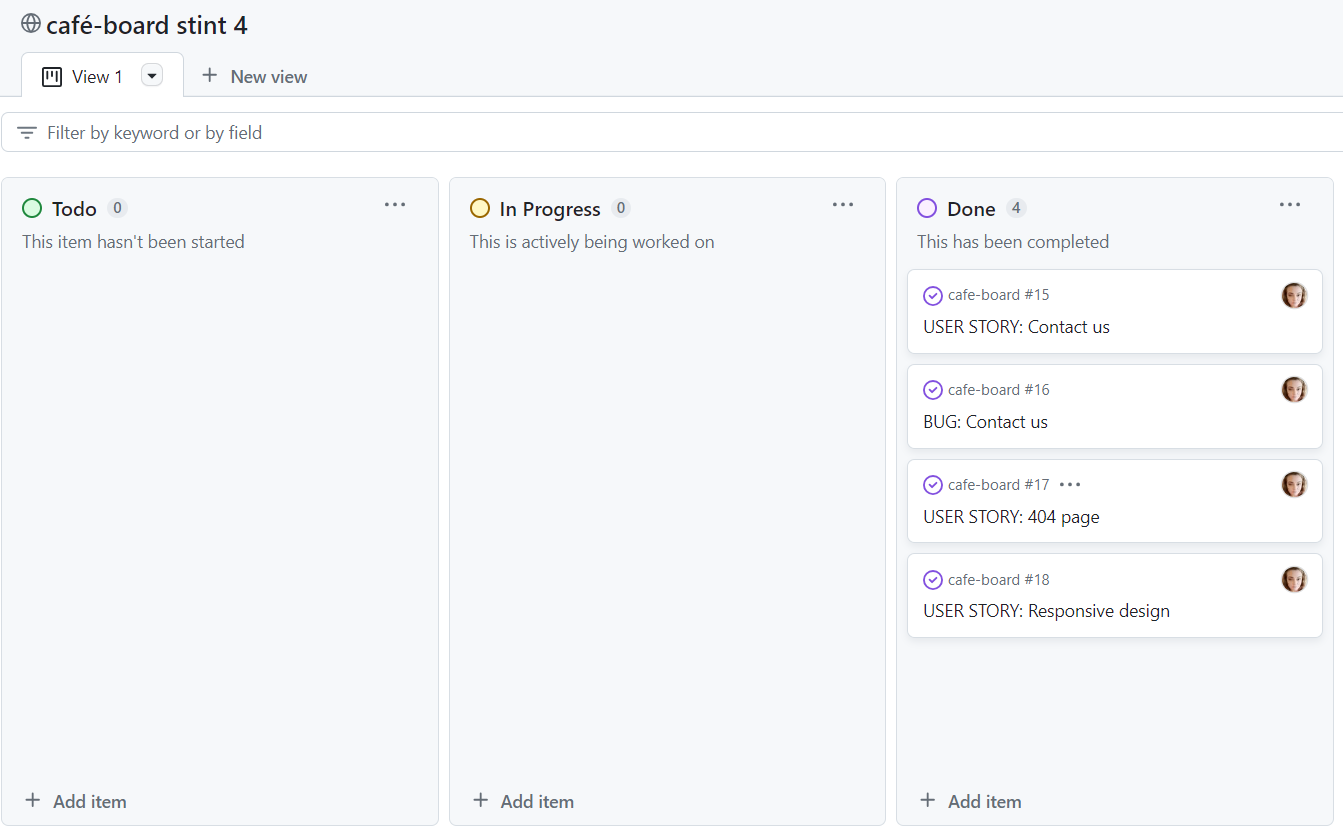 café-board stint 4
View 1
New view
Filter by keyword or by field
Todo 0
This item hasn't been started
Add item
In Progress 0
This is actively being worked on
Add item
Done 4
This has been completed
cafe-board #15
USER STORY: Contact us
cafe-board #16
BUG: Contact us
cafe-board #17
USER STORY: 404 page
cafe-board #18
USER STORY: Responsive design
Add item